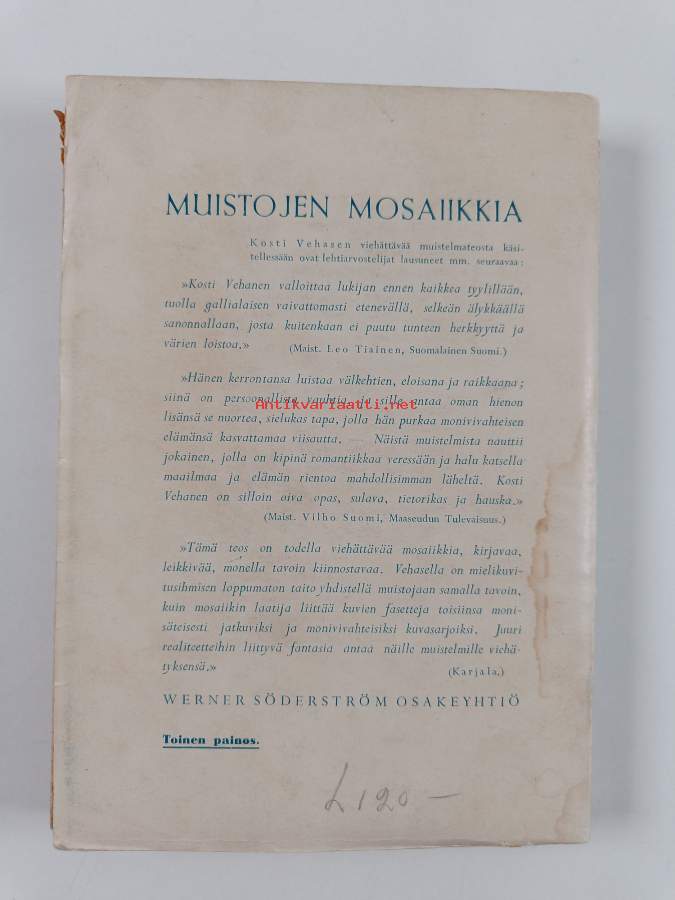 MUISTOJEN MOSAIIKKIA
Kosti Vehasen viehättävää muistelmateosta käsi-
tellessään ovat lehtiarvostelijat lausuneet mm. seuraavaa:
»Kosti Vehanen valloittaa lukijan ennen kaikkea tyylillään,
tuolla gallialaisen vaivattomasti etenevällä, selkeän älykkäällä
sanonnallaan, josta kuitenkaan ei puutu tunteen herkkyyttä ja
värien loistoa.»
(Maist. Leo Tiainen, Suomalainen Suomi.)
»Hänen kerrontansa luistaa välkehtien, eloisana ja raikkaana;
siinä on persoonallista vauhtia, ja sille antaa oman hienon
Antikvariaatti.net
lisänsä se nuortea, sielukas tapa, jolla hän purkaa monivivahteisen
elämänsä kasvattamaa viisautta. — Näistä muistelmista nauttii
jokainen, jolla on kipinä romantiikkaa veressään ja halu katsella
maailmaa ja elämän rientoa mahdollisimman läheltä. Kosti
Vehanen on silloin oiva opas, sulava, tietorikas ja hauska.»
(Maist. Vilho Suomi, Maaseudun Tulevaisuus.)
»Tämä teos on todella viehättävää mosaiikkia, kirjavaa,
leikkivää, monella tavoin kiinnostavaa. Vehasella on mielikuvi-
tusihmisen loppumaton taito yhdistellä muistojaan samalla tavoin,
kuin mosaiikin laatija liittää kuvien fasetteja toisiinsa moni-
säteisesti jatkuviksi ja monivivahteisiksi kuvasarjoiksi. Juuri
realiteetteihin liittyvä fantasia antaa näille muistelmille viehä-
tyksensä.»
(Karjala.)
WERNER SÖDERSTRÖM OSAKEYHTIÖ
Toinen painos.
120 —